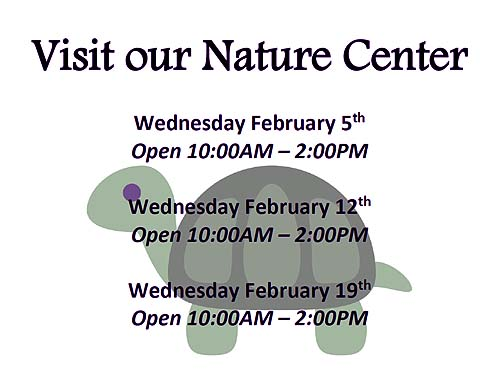 Visit our Nature Center
Wednesday February 5th
Open 10:00AM – 2:00PM
Wednesday February 12th
Open 10:00AM – 2:00PM
Wednesday February 19th
Open 10:00AM – 2:00PM